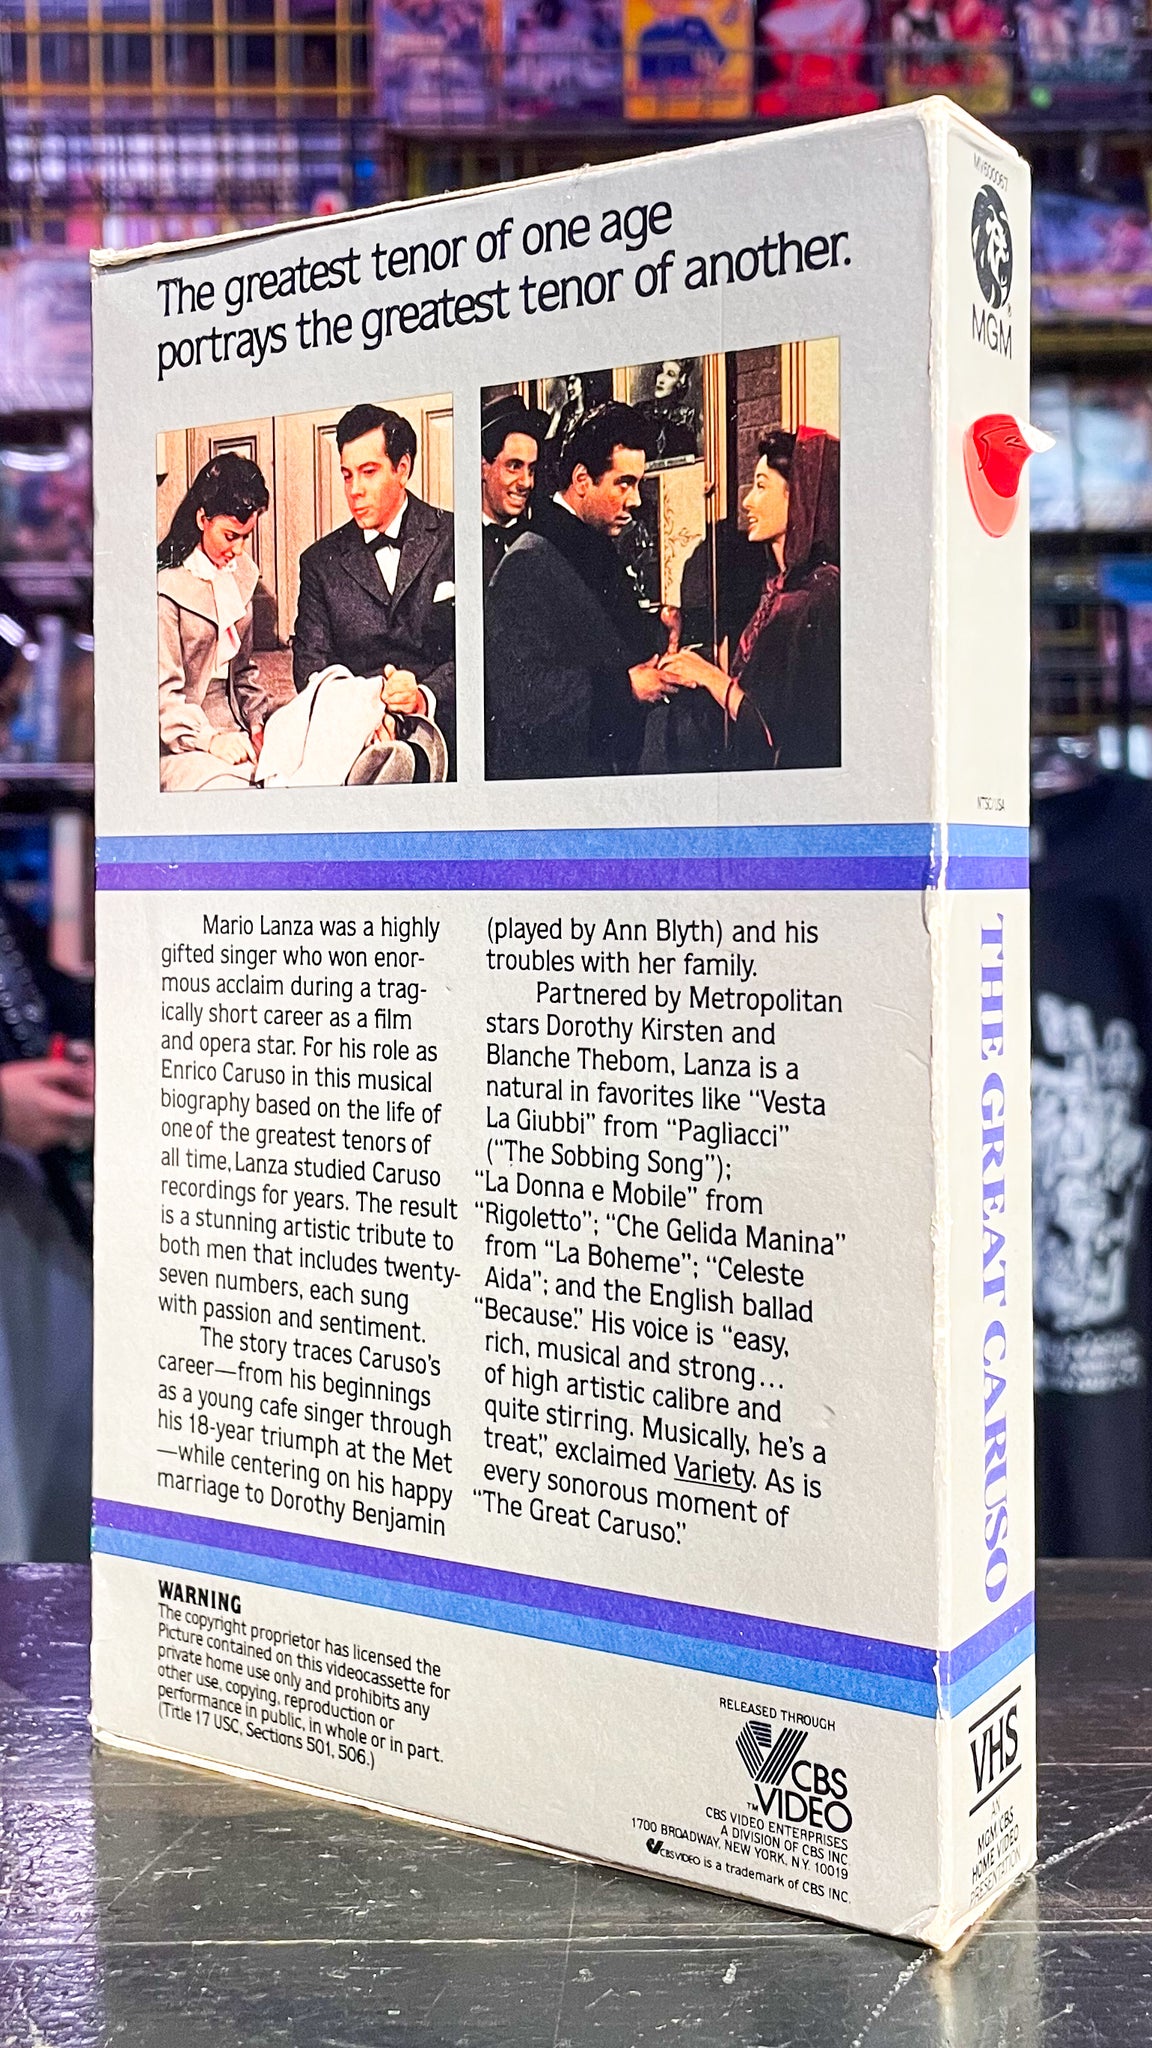 The greatest tenor of one age
portrays the greatest tenor of another.
Mario Lanza was a highly
gifted singer who won enor-
mous acclaim during a trag-
ically short career as a film
and opera star. For his role as
Enrico Caruso in this musical
biography based on the life of
one of the greatest tenors of
all time, Lanza studied Caruso
recordings for years. The result
is a stunning artistic tribute to
both men that includes twenty-
seven numbers, each sung
with passion and sentiment.
The story traces Caruso's
career—from his beginnings
as a young cafe singer through
his 18-year triumph at the Met
—while centering on his happy
marriage to Dorothy Benjamin
(played by Ann Blyth) and his
troubles with her family.
Partnered by Metropolitan
stars Dorothy Kirsten and
Blanche Thebom, Lanza is a
natural in favorites like “Vesta
La Giubbi” from “Pagliacci”
(“The Sobbing Song”);
“La Donna e Mobile” from
“Rigoletto”; “Che Gelida Manina”
from “La Boheme”; “Celeste
Aida”; and the English ballad
“Because.” His voice is “easy,
rich, musical and strong...
of high artistic calibre and
quite stirring. Musically, he's a
treat,” exclaimed Variety. As is
every sonorous moment of
“The Great Caruso.”
WARNING
The copyright proprietor has licensed the
Picture contained on this videocassette for
private home use only and prohibits any
other use, copying, reproduction or
performance in public, in whole or in part.
(Title 17 USC, Sections 501, 506.)
RELEASED THROUGH
CBS
™VIDEO
CBS VIDEO ENTERPRISES
A DIVISION OF CBS INC.
1700 BROADWAY, NEW YORK, N.Y. 10019
CBS VIDEO is a trademark of CBS INC.
MV600067
MGM®
NTSC/USA
THE GREAT CARUSO
VHS
AN
MGM CBS
HOME VIDEO
PRESENTATION